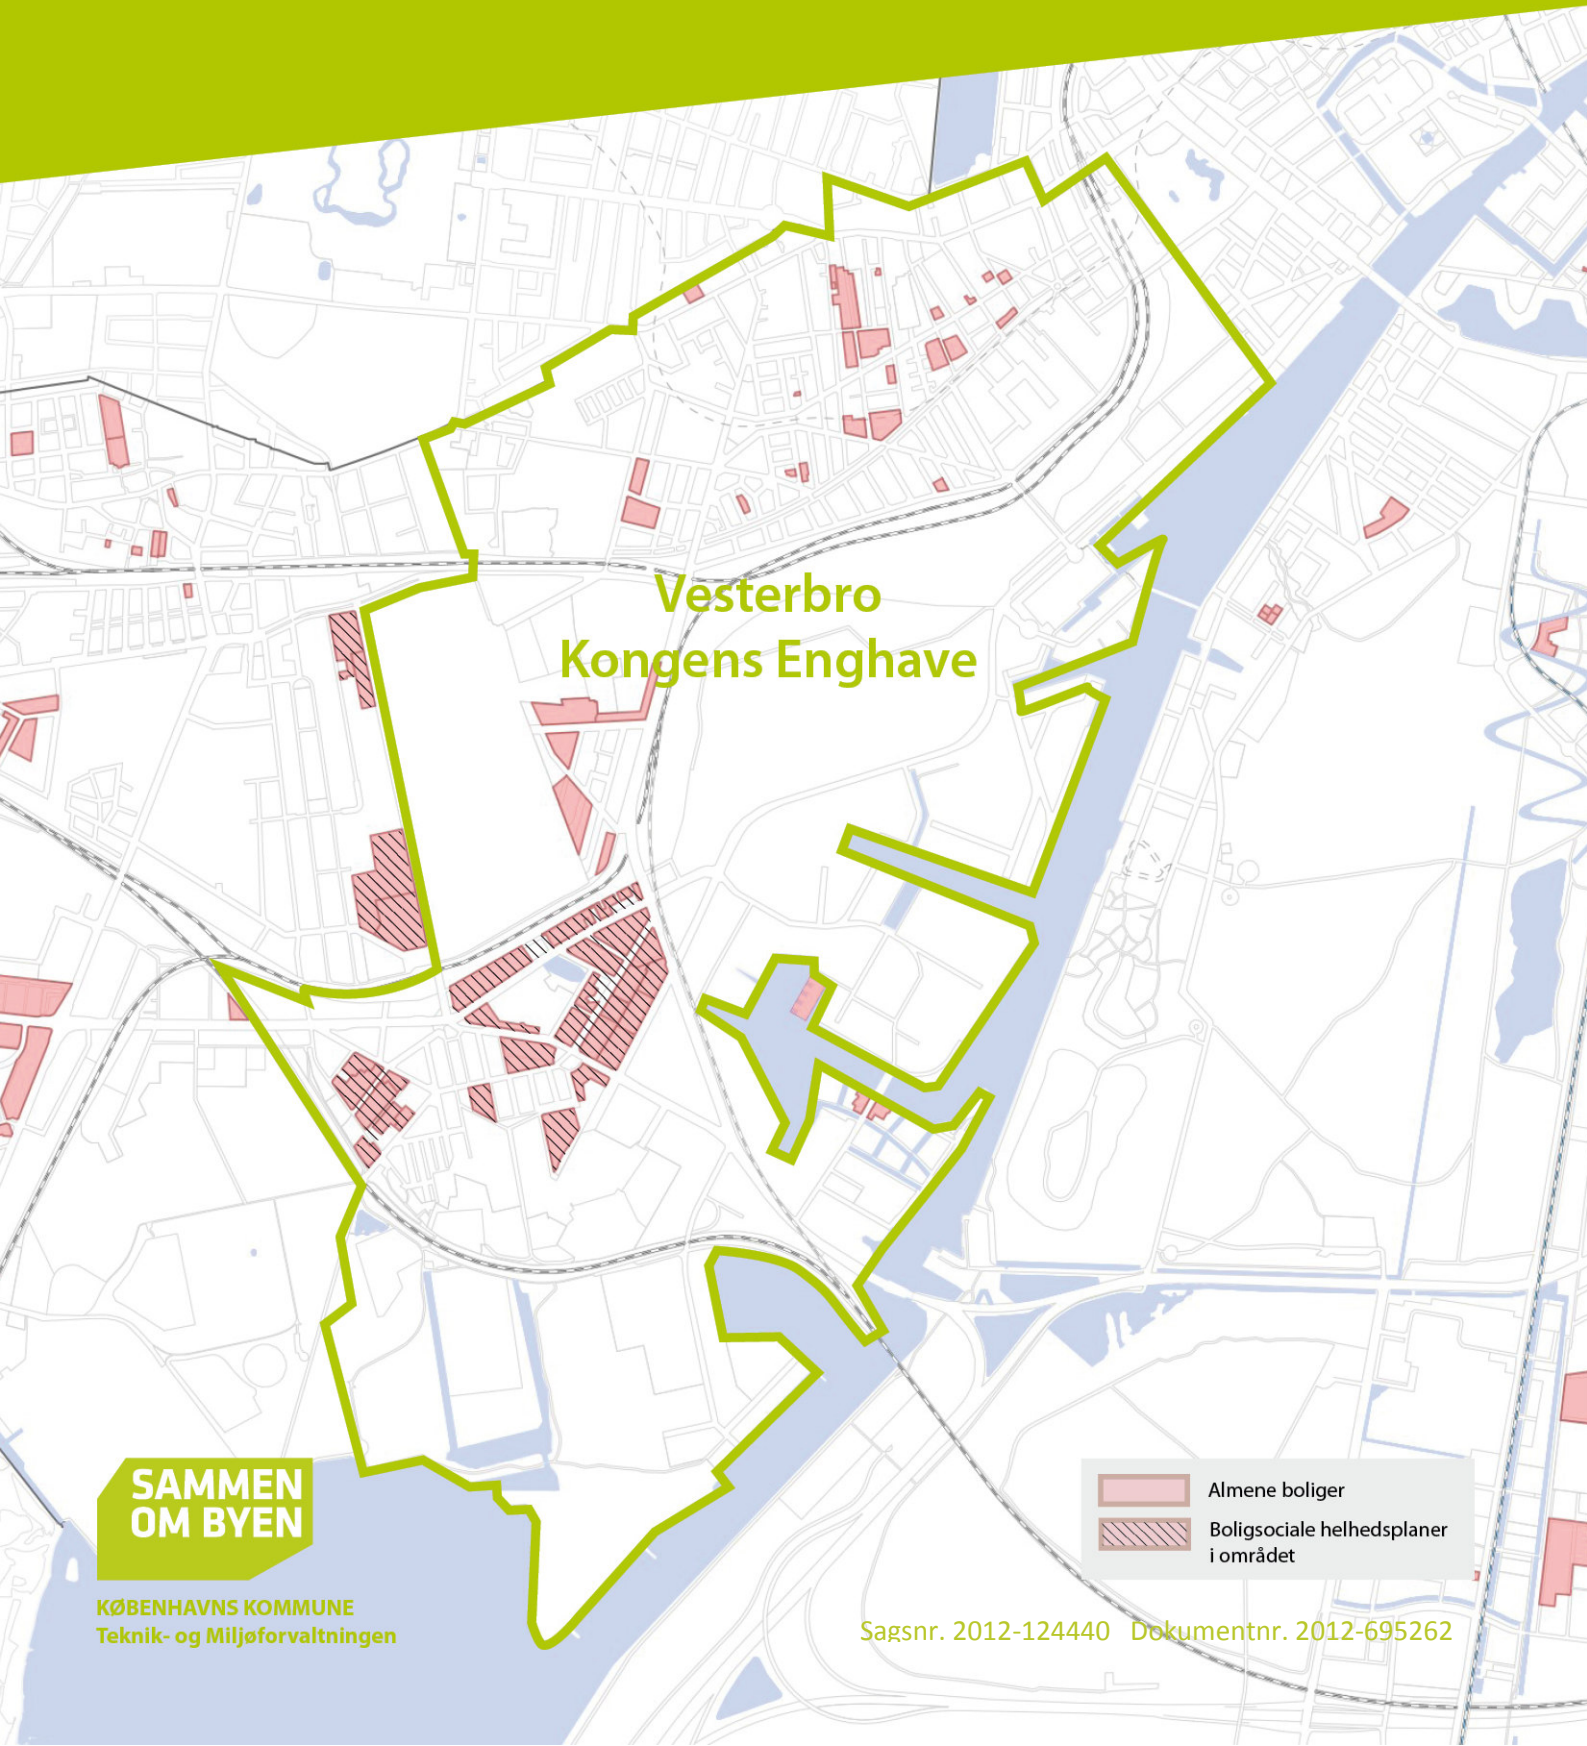 Vesterbro
Kongens Enghave
SAMMEN
OM BYEN
KØBENHAVNS KOMMUNE
Teknik- og Miljøforvaltningen
Almene boliger
Boligsociale helhedsplaner
i området
Sagsnr. 2012-124440 Dokumentnr. 2012-695262